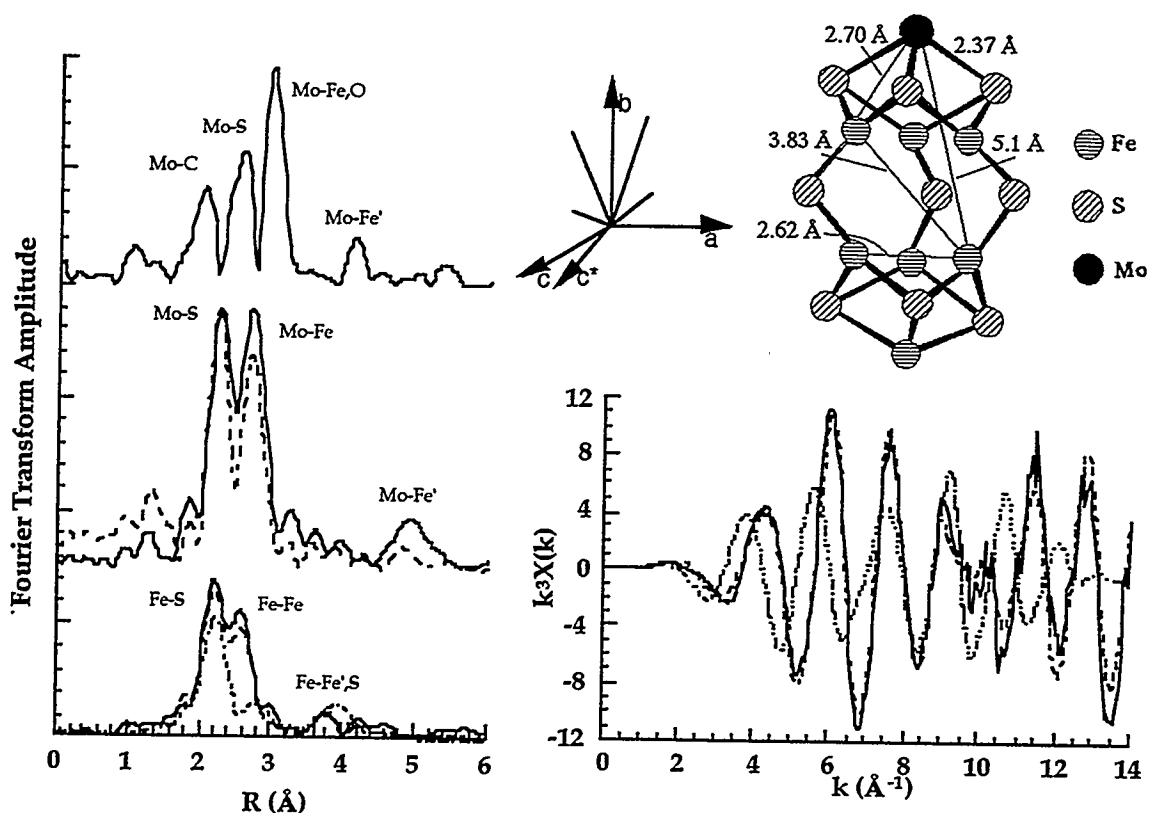 Fourier Transform Amplitude
Mo-C
Mo-S
Mo-Fe,O
Mo-Fe'
Mo-S
Mo-Fe
Mo-Fe'
Fe-S
Fe-Fe
Fe-Fe',S
0 1 2 3 4 5 6
R (Å)
b
a
c
c*
2.70 Å
2.37 Å
3.83 Å
5.1 Å
2.62 Å
Fe
S
Mo
k³X(k)
12
8
4
0
-4
-8
-12
0 2 4 6 8 10 12 14
k (Å⁻¹)